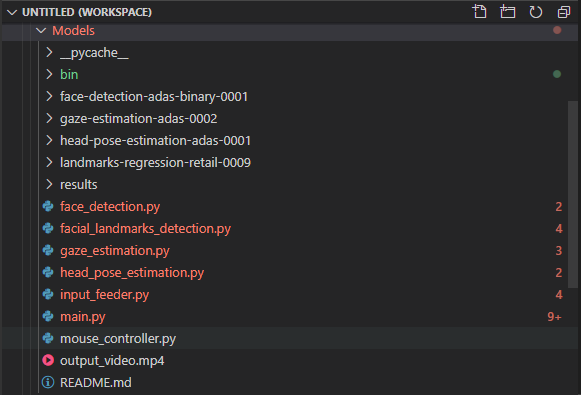 UNTITLED (WORKSPACE)
Models
__pycache__
bin
face-detection-adas-binary-0001
gaze-estimation-adas-0002
head-pose-estimation-adas-0001
landmarks-regression-retail-0009
results
face_detection.py 2
facial_landmarks_detection.py 4
gaze_estimation.py 3
head_pose_estimation.py 2
input_feeder.py 4
main.py 9+
mouse_controller.py
output_video.mp4
README.md